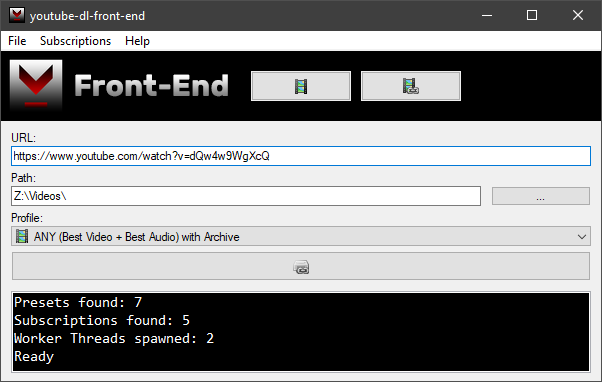 youtube-dl-front-end
File Subscriptions Help
Front-End
URL:
https://www.youtube.com/watch?v=dQw4w9WgXcQ
Path:
Z:\Videos\
...
Profile:
ANY (Best Video + Best Audio) with Archive
Presets found: 7
Subscriptions found: 5
Worker Threads spawned: 2
Ready